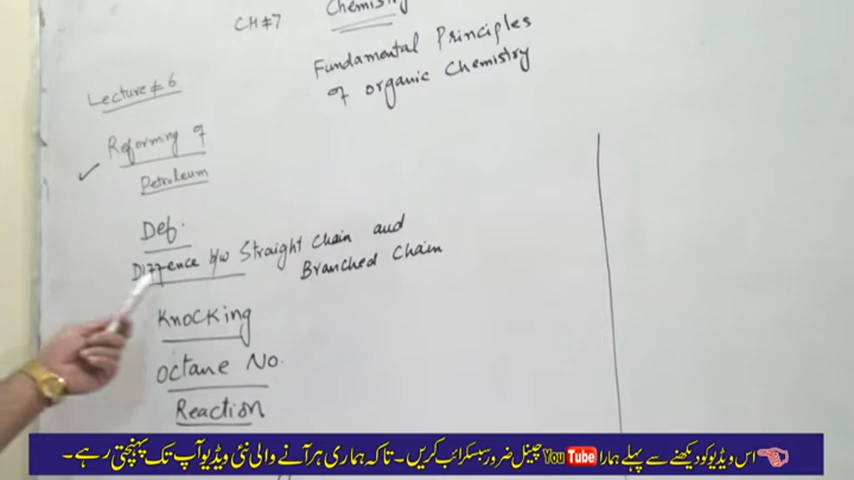 Chemistry
CH#7
Fundamental Principles
of organic Chemistry
Lecture # 6
Reforming of
Petroleum
Def.
Diffence b/w Straight Chain and
Branched Chain
Knocking
Octane No.
Reaction
اس ویڈیو کو دیکھنے سے پہلے ہمارا You Tube چینل ضرور سبسکرائب کریں۔ تاکہ ہماری ہر آنے والی نئی ویڈیو آپ تک پہنچتی رہے۔